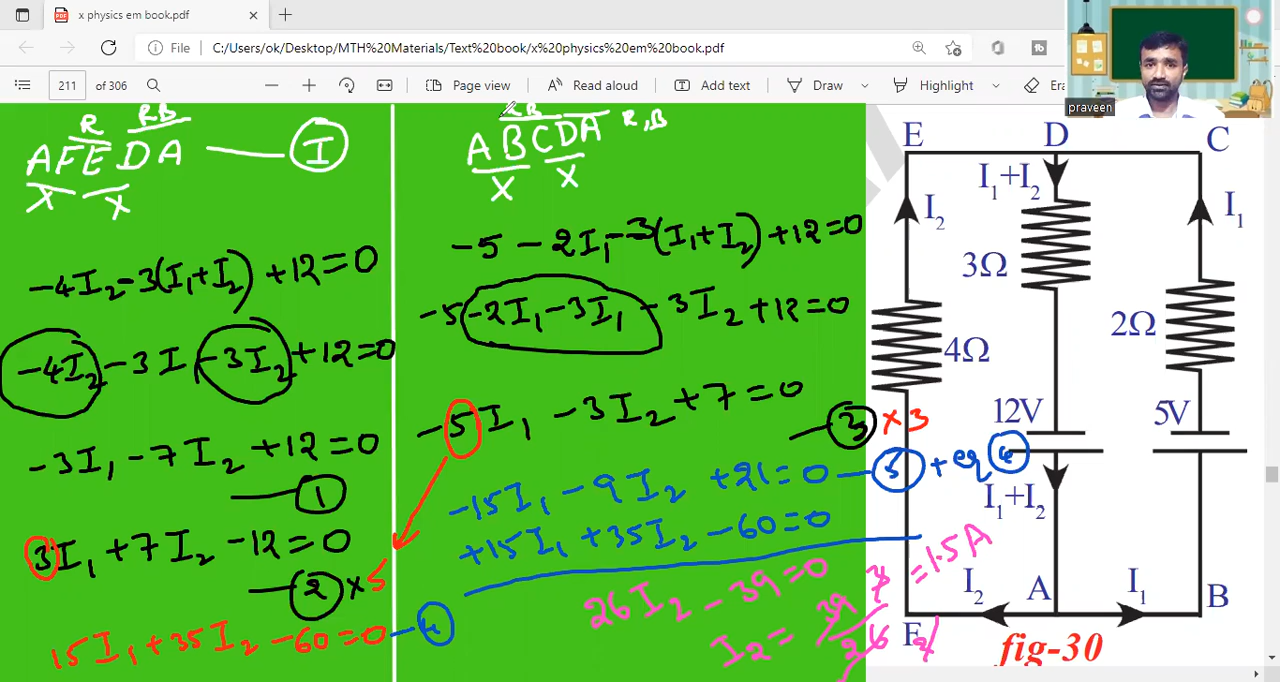 x physics em book.pdf
File C:/Users/ok/Desktop/MTH%20Materials/Text%20book/x%20physics%20em%20book.pdf
211 of 306 Page view Read aloud Add text Draw Highlight
praveen
R RB
AFEDA — I
X X
-4I2-3(I1+I2)+12=0
-4I2-3I-3I2+12=0
-3I1-7I2+12=0
— 1
3I1+7I2-12=0
— 2 ×5
15I1+35I2-60=0 — 4
RB R,B
ABCDA
X X
-5-2I1-3(I1+I2)+12=0
-5-2I1-3I1-3I2+12=0
-5I1-3I2+7=0
— 3 ×3
-15I1-9I2+21=0 — 5 + eq 4
+15I1+35I2-60=0
26I2-39=0
I2=39/26 3/2=1.5A
E D C
I1+I2
I2 I1
3Ω
2Ω
4Ω
12V 5V
I1+I2
I2 A I1 B
F
fig-30